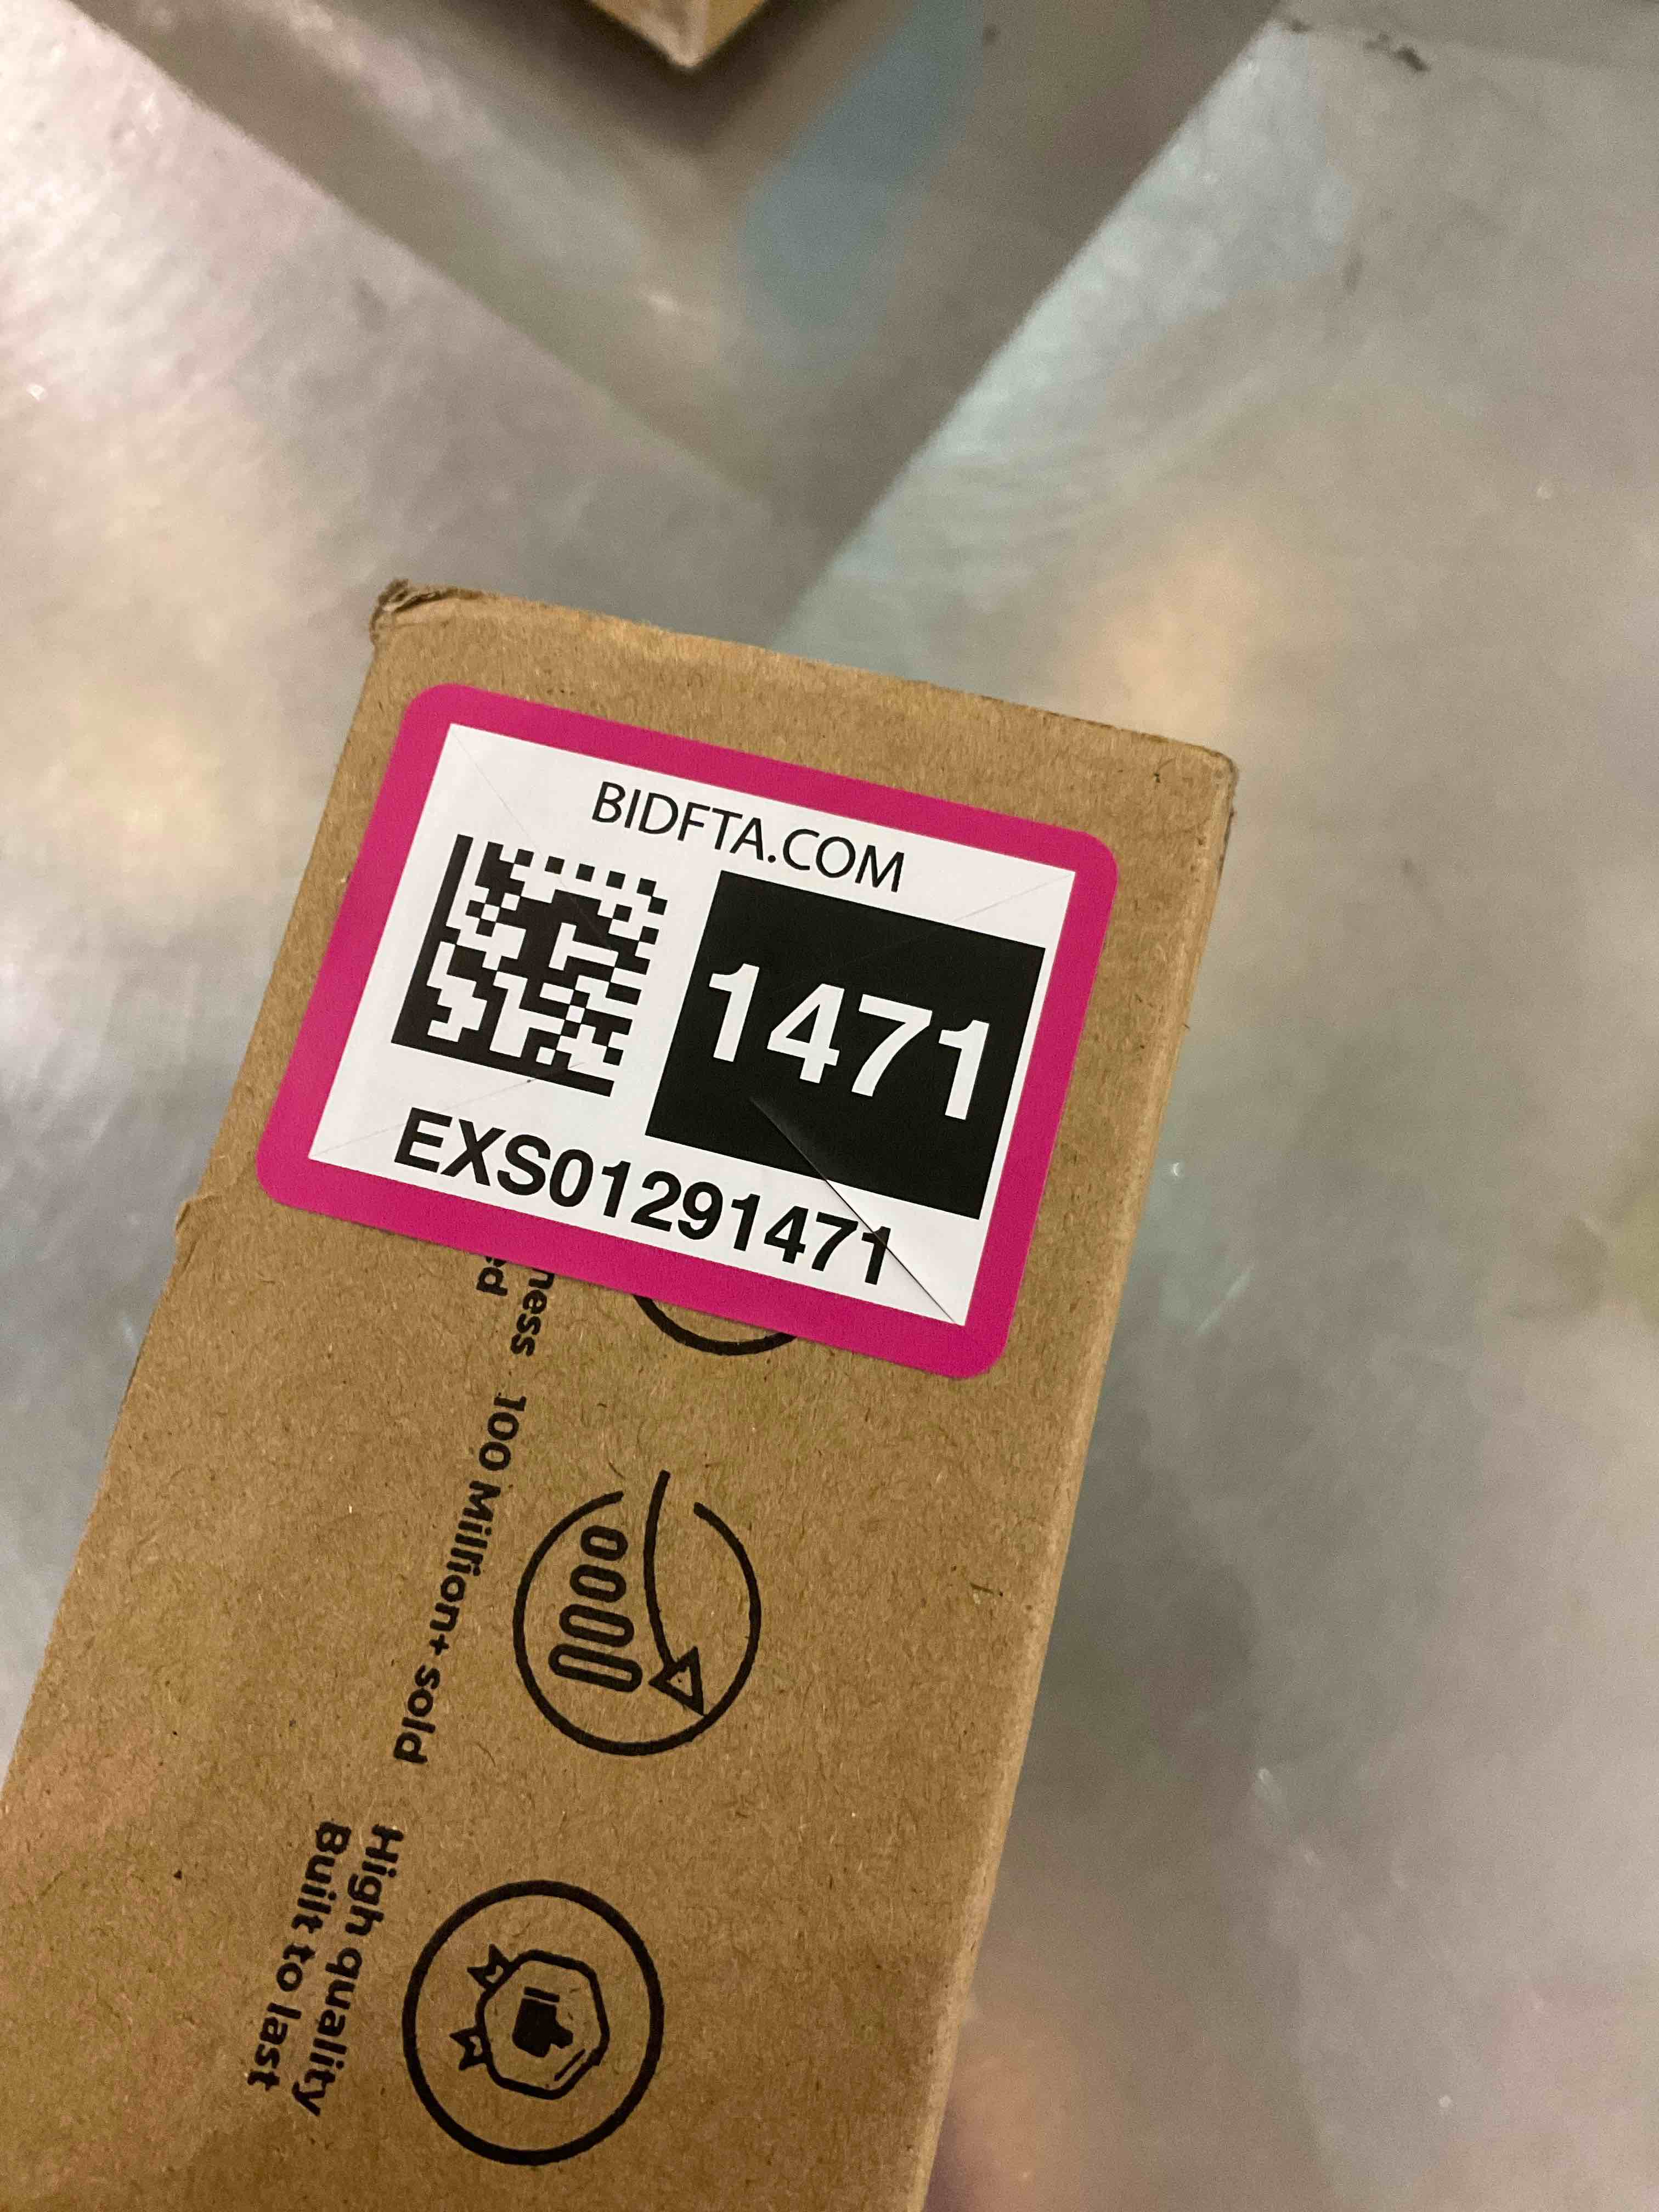 BIDFTA.COM
1471
EXS01291471
100 Million+ sold
High quality
Built to last